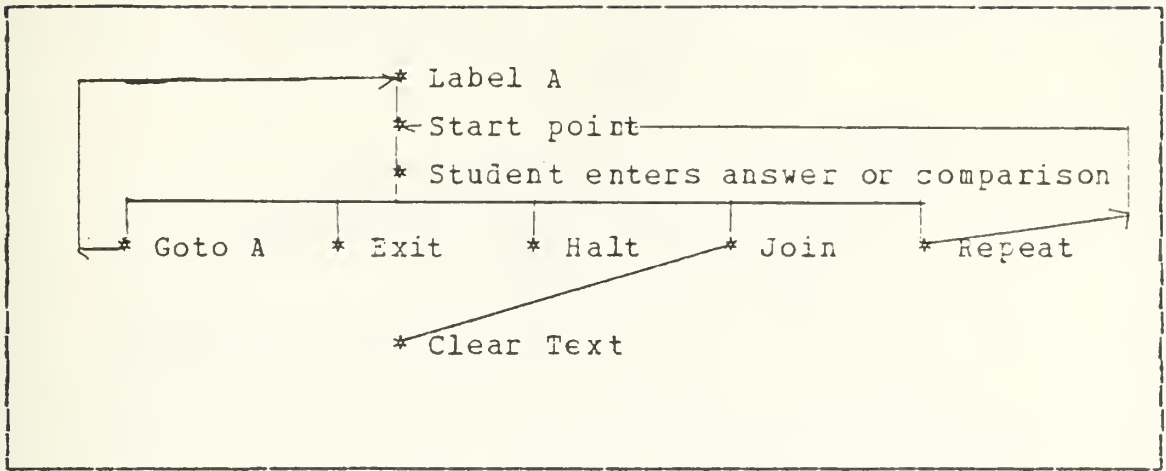 * Label A
* Start point
* Student enters answer or comparison
* Goto A * Exit * Halt * Join * Repeat
* Clear Text